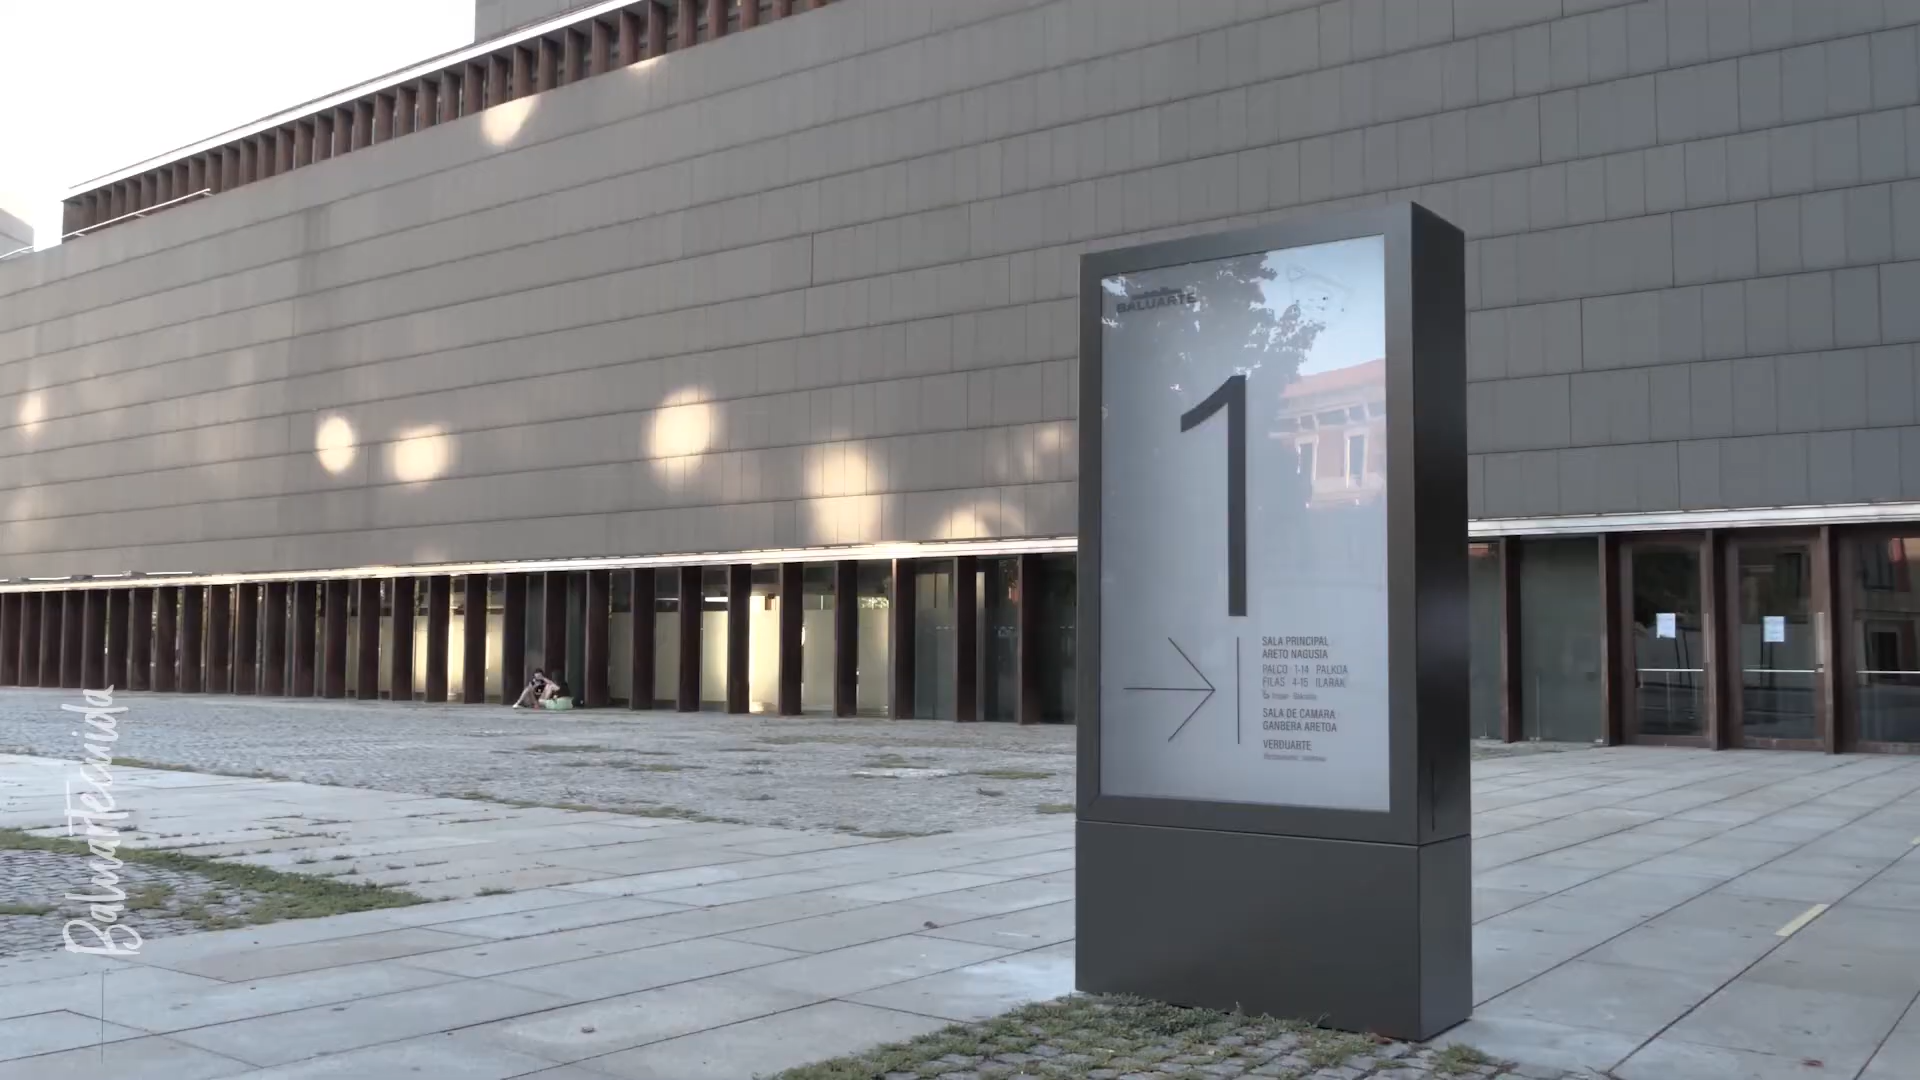 BALUARTE
1
SALA PRINCIPAL
ARETO NAGUSIA
PALCO · 1-14 · PALKOA
FILAS · 4-15 · ILARAK
SALA DE CAMARA
GANBERA ARETOA
VERDUARTE